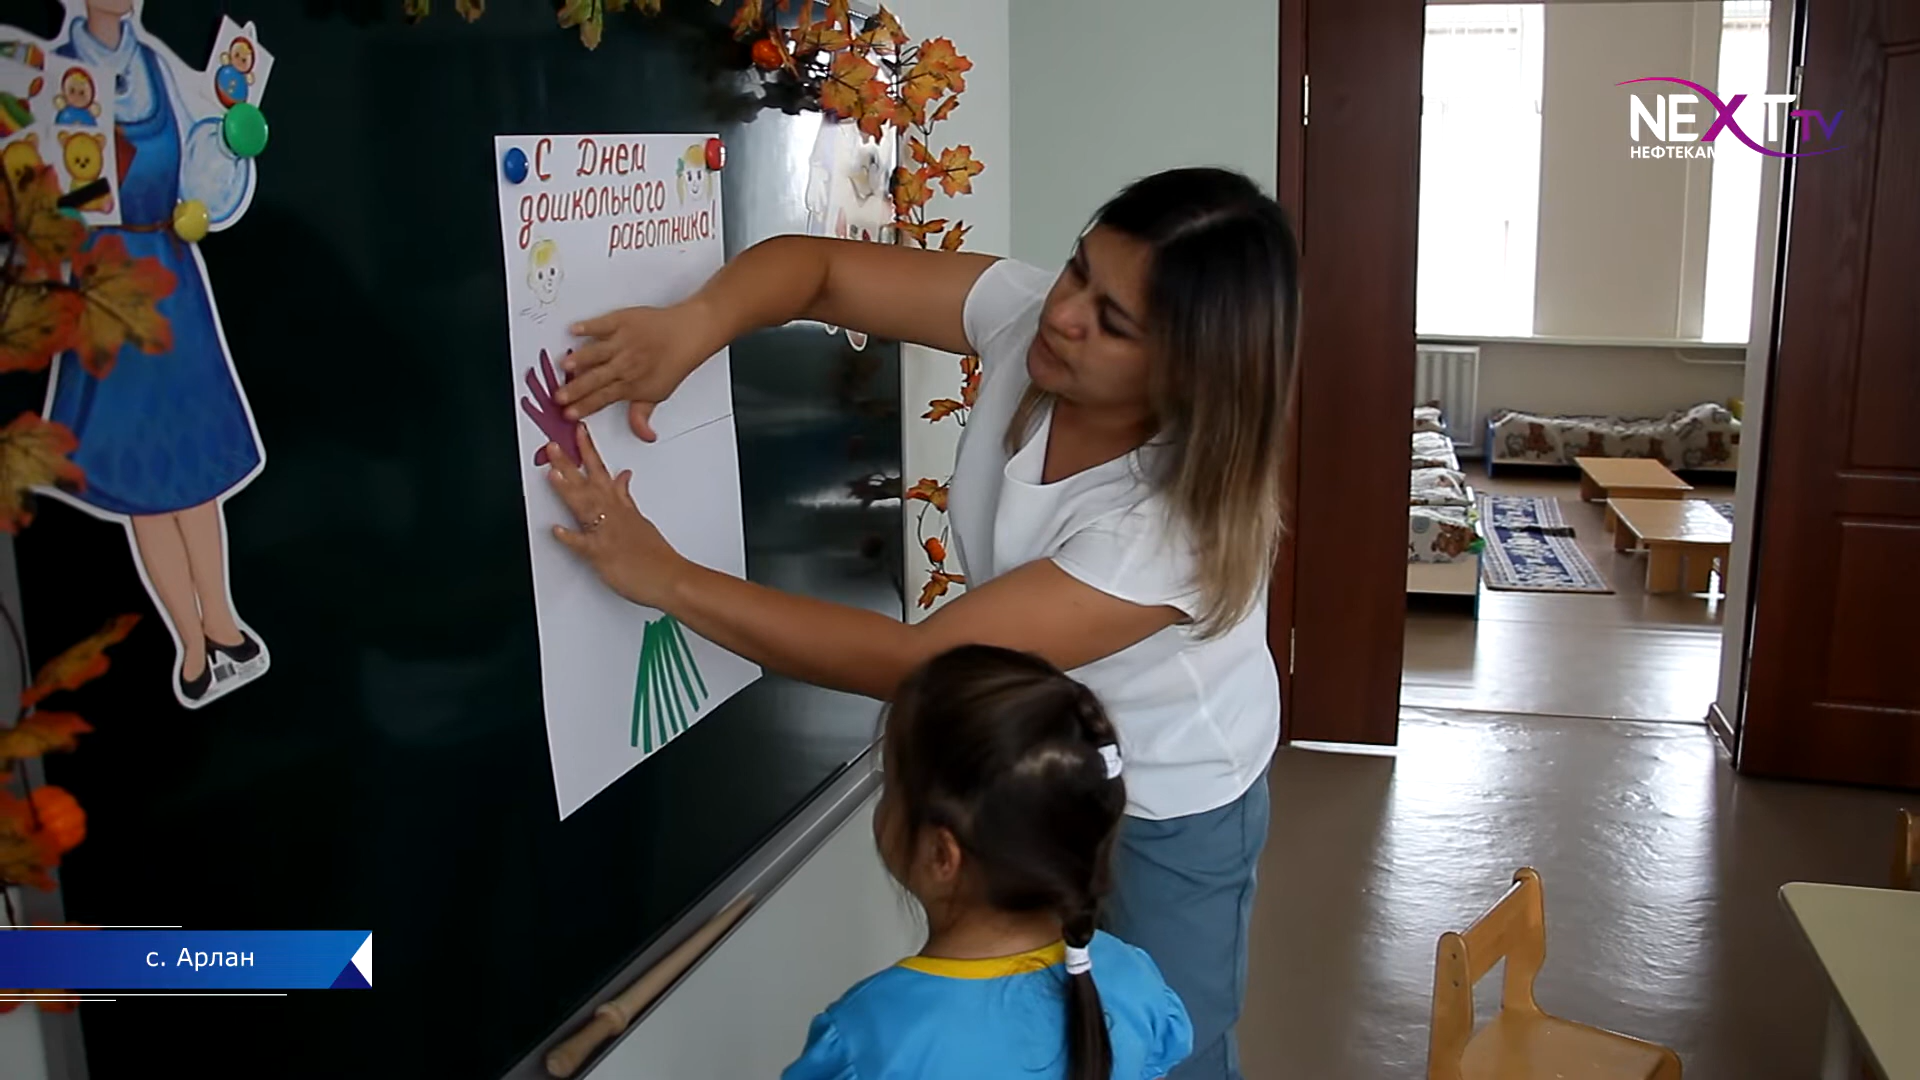 С Днем
дошкольного
работника!
NEXT TV
НЕФТЕКАМ
с. Арлан